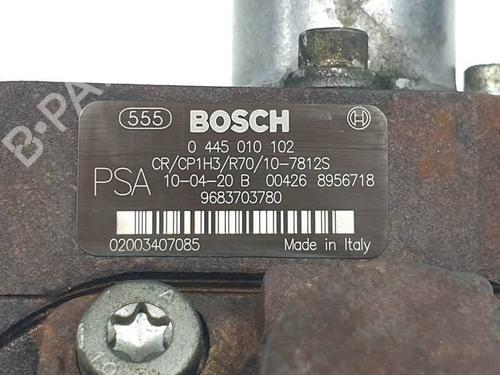 B-PA
555 BOSCH
0 445 010 102
CR/CP1H3/R70/10-7812S
PSA 10-04-20 B 00426 8956718
9683703780
02003407085 Made in Italy